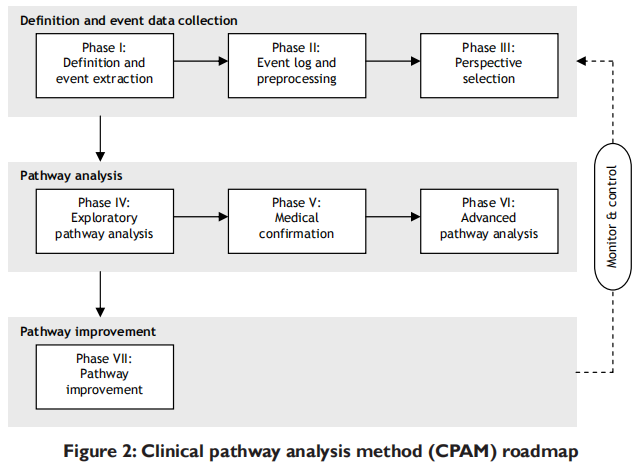 Definition and event data collection
Phase I:
Definition and
event extraction
Phase II:
Event log and
preprocessing
Phase III:
Perspective
selection
Pathway analysis
Phase IV:
Exploratory
pathway analysis
Phase V:
Medical
confirmation
Phase VI:
Advanced
pathway analysis
Monitor & control
Pathway improvement
Phase VII:
Pathway
improvement
Figure 2: Clinical pathway analysis method (CPAM) roadmap